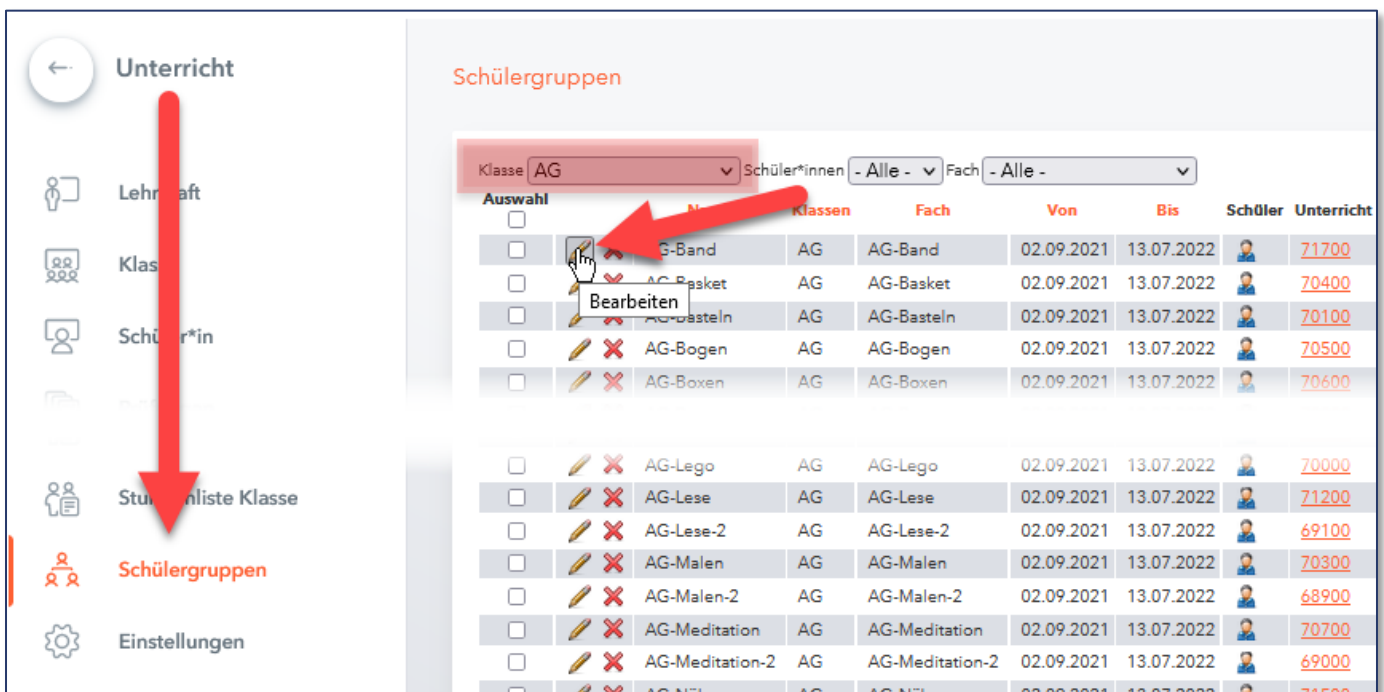 Unterricht
Lehrkraft
Schüler*in
Stundenliste Klasse
Schülergruppen
Einstellungen
Schülergruppen
Klasse AG Schüler*innen - Alle - Fach - Alle -
Auswahl Klassen Fach Von Bis Schüler Unterricht
AG-Band AG AG-Band 02.09.2021 13.07.2022 71700
AG-Basket AG AG-Basket 02.09.2021 13.07.2022 70400
Bearbeiten
AG-Basteln AG AG-Basteln 02.09.2021 13.07.2022 70100
AG-Bogen AG AG-Bogen 02.09.2021 13.07.2022 70500
AG-Boxen AG AG-Boxen 02.09.2021 13.07.2022 70600
AG-Lego AG AG-Lego 02.09.2021 13.07.2022 70000
AG-Lese AG AG-Lese 02.09.2021 13.07.2022 71200
AG-Lese-2 AG AG-Lese-2 02.09.2021 13.07.2022 69100
AG-Malen AG AG-Malen 02.09.2021 13.07.2022 70300
AG-Malen-2 AG AG-Malen-2 02.09.2021 13.07.2022 68900
AG-Meditation AG AG-Meditation 02.09.2021 13.07.2022 70700
AG-Meditation-2 AG AG-Meditation-2 02.09.2021 13.07.2022 69000